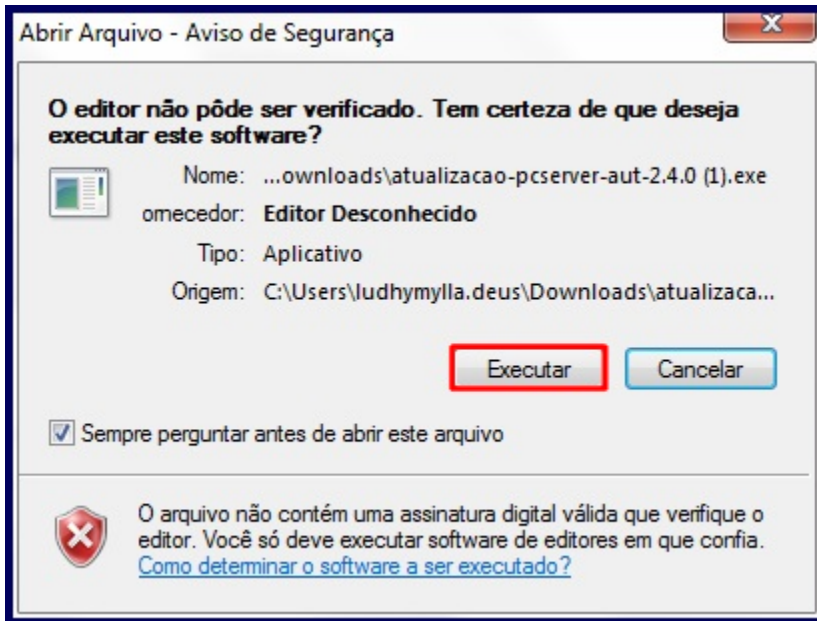 Abrir Arquivo - Aviso de Segurança
O editor não pôde ser verificado. Tem certeza de que deseja
executar este software?
Nome: ...ownloads\atualizacao-pcserver-aut-2.4.0 (1).exe
omecedor: Editor Desconhecido
Tipo: Aplicativo
Origem: C:\Users\ludhymylla.deus\Downloads\atualizaca...
Executar Cancelar
Sempre perguntar antes de abrir este arquivo
O arquivo não contém uma assinatura digital válida que verifique o
editor. Você só deve executar software de editores em que confia.
Como determinar o software a ser executado?